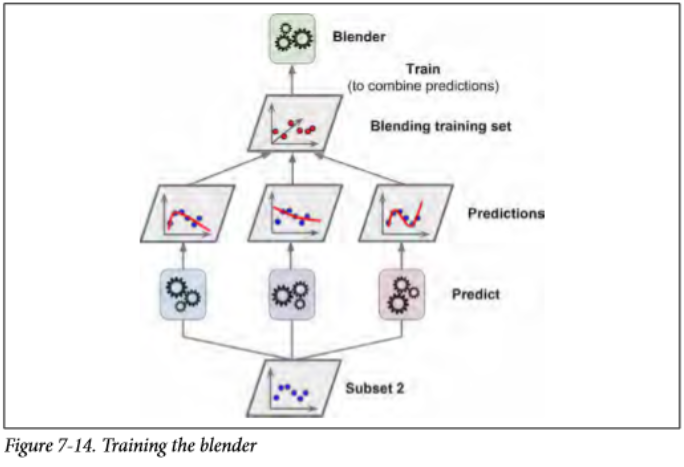 Blender
Train
(to combine predictions)
Blending training set
Predictions
Predict
Subset 2
Figure 7-14. Training the blender